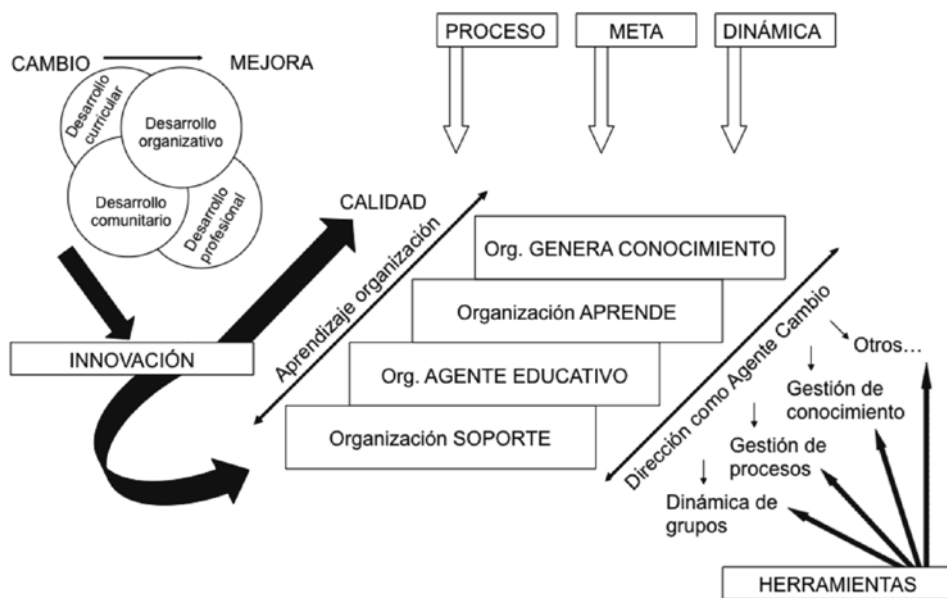 PROCESO
META
DINÁMICA
CAMBIO
MEJORA
Desarrollo
curricular
Desarrollo
organizativo
Desarrollo
comunitario
Desarrollo
profesional
CALIDAD
INNOVACIÓN
Aprendizaje organización
Org. GENERA CONOCIMIENTO
Organización APRENDE
Org. AGENTE EDUCATIVO
Organización SOPORTE
Dirección como Agente Cambio
Otros...
Gestión de
conocimiento
Gestión de
procesos
Dinámica de
grupos
HERRAMIENTAS